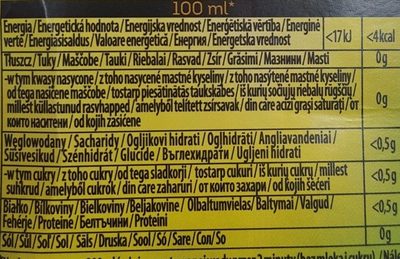 100 ml*
Energia / Energetická hodnota / Energijska vrednost / Enerģētiskā vērtība / Energinė
vertė / Energiasisaldus / Valoare energetică / Енергия / Energetska vrednost <17 kJ <4kcal
Tłuszcz / Tuky / Maščobe / Tauki / Riebalai / Rasvad / Zsír / Grăsimi / Мазнини / Masti 0g
-w tym kwasy nasycone / z toho nasycené mastné kyseliny / z toho nasýtené mastné kyseliny /
od tega nasičene maščobe / tostarp piesātinātās taukskābes / iš kurių sočiųjų riebalų rūgščių /
millest küllastunud rasvhapped / amelyből telített zsírsavak / din care acizi grași saturați / от
които наситени / od kojih zasićene 0g
Węglowodany / Sacharidy / Ogljikovi hidrati / Ogļhidrāti / Angliavandeniai /
Süsivesikud / Szénhidrát / Glucide / Въглехидрати / Ugljeni hidrati <0,5g
-w tym cukry / z toho cukry / od tega sladkorji / tostarp cukuri / iš kurių cukrų / millest
suhkrud / amelyből cukrok / din care zaharuri / от които захари / od kojih šećeri <0,5g
Białko / Bílkoviny / Bielkoviny / Beljakovine / Olbaltumvielas / Baltymai / Valgud /
Fehérje / Proteine / Белтъчини / Proteini <0,5g
Sól / Sůl / Soľ / Sol / Sāls / Druska / Sool / Só / Sare / Сол / So 0g